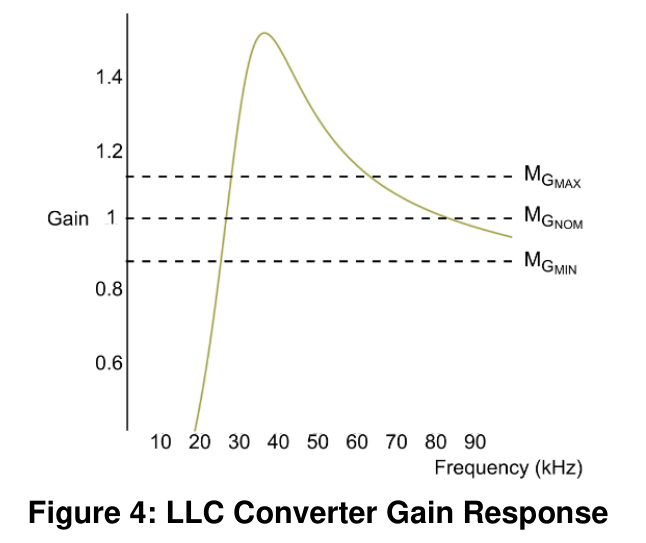 1.4
1.2
MGMAX
Gain 1
MGNOM
MGMIN
0.8
0.6
10 20 30 40 50 60 70 80 90
Frequency (kHz)
Figure 4: LLC Converter Gain Response